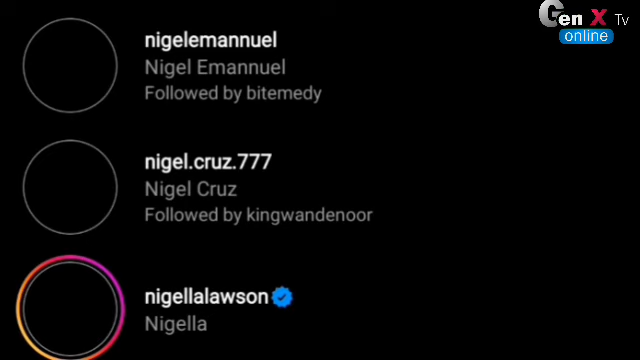 Gen X Tv
online
nigelemannuel
Nigel Emannuel
Followed by bitemedy
nigel.cruz.777
Nigel Cruz
Followed by kingwandenoor
nigellalawson
Nigella